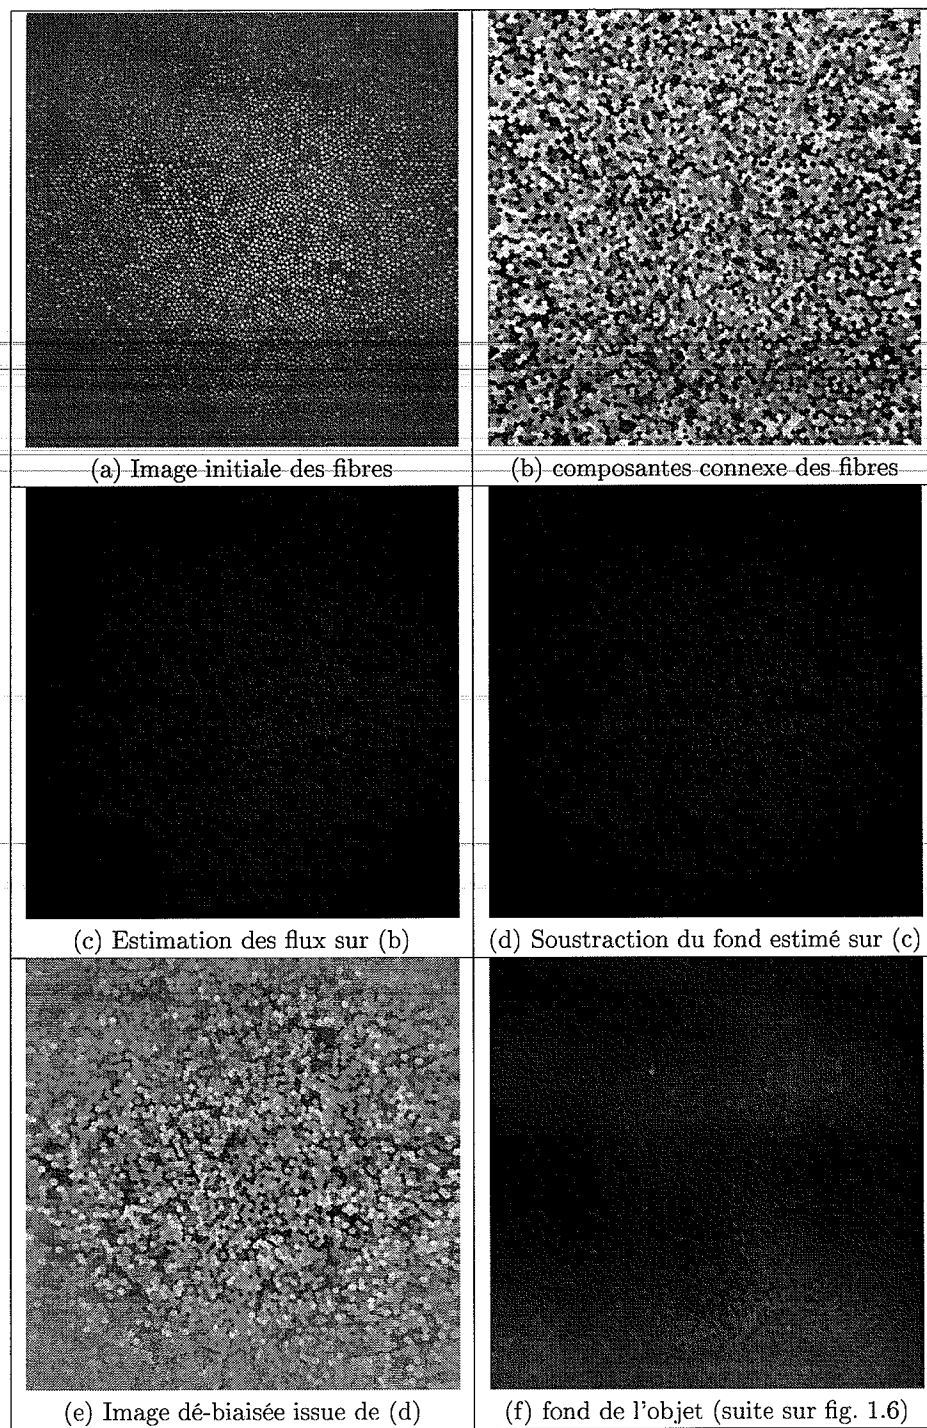 (a) Image initiale des fibres
(b) composantes connexe des fibres
(c) Estimation des flux sur (b)
(d) Soustraction du fond estimé sur (c)
(e) Image dé-biaisée issue de (d)
(f) fond de l'objet (suite sur fig. 1.6)